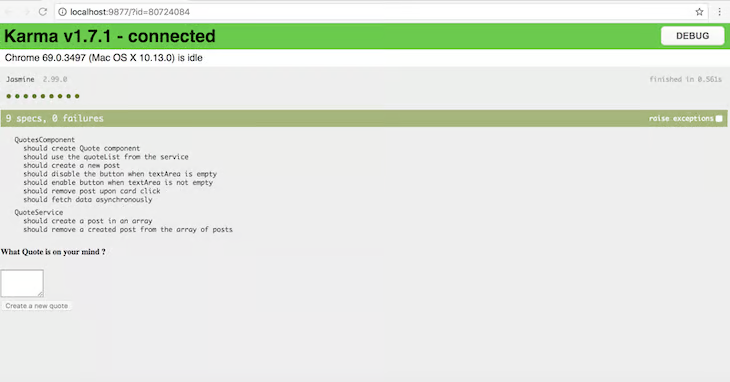 localhost:9877/?id=80724084
Karma v1.7.1 - connected
DEBUG
Chrome 69.0.3497 (Mac OS X 10.13.0) is idle
Jasmine 2.99.0
finished in 0.561s
9 specs, 0 failures
raise exceptions
QuotesComponent
should create Quote component
should use the quoteList from the service
should create a new post
should disable the button when textArea is empty
should enable button when textArea is not empty
should remove post upon card click
should fetch data asynchronously
QuoteService
should create a post in an array
should remove a created post from the array of posts
What Quote is on your mind ?
Create a new quote